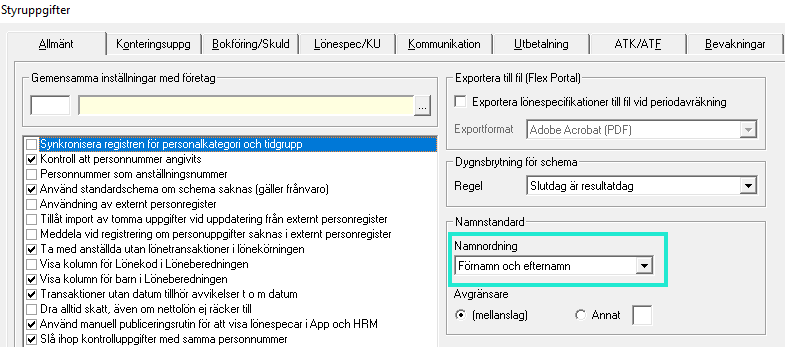 Styruppgifter
Allmänt
Konteringsuppg
Bokföring/Skuld
Lönespec/KU
Kommunikation
Utbetalning
ATK/ATF
Bevakningar
Gemensamma inställningar med företag
...
Synkronisera registren för personalkategori och tidgrupp
Kontroll att personnummer angivits
Personnummer som anställningsnummer
Använd standardschema om schema saknas (gäller frånvaro)
Användning av externt personregister
Tillåt import av tomma uppgifter vid uppdatering från externt personregister
Meddela vid registrering om personuppgifter saknas i externt personregister
Ta med anställda utan lönetransaktioner i lönekörningen
Visa kolumn för Lönekod i Löneberedningen
Visa kolumn för barn i Löneberedningen
Transaktioner utan datum tillhör avvikelser t o m datum
Dra alltid skatt, även om nettolön ej räcker till
Använd manuell publiceringsrutin för att visa lönespecar i App och HRM
Slå ihop kontrolluppgifter med samma personnummer
Exportera till fil (Flex Portal)
Exportera lönespecifikationer till fil vid periodavräkning
Exportformat
Adobe Acrobat (PDF)
Dygnsbrytning för schema
Regel
Slutdag är resultatdag
Namnstandard
Namnordning
Förnamn och efternamn
Avgränsare
(mellanslag)
Annat